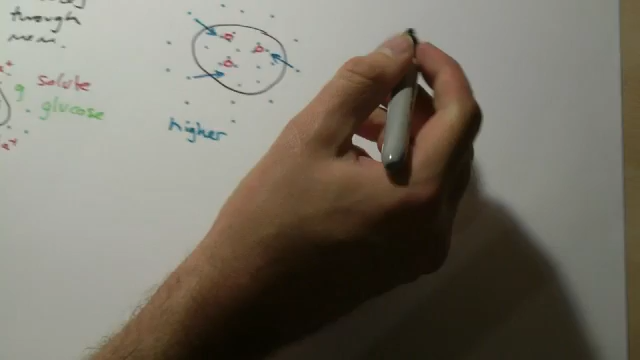 through
mem.
g solute
glucose
higher